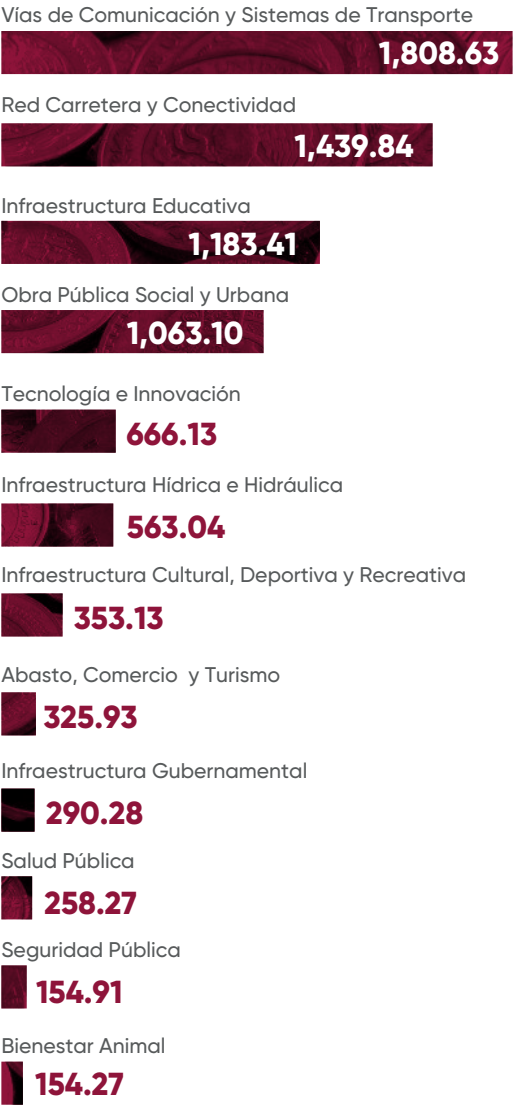 Vías de Comunicación y Sistemas de Transporte
1,808.63
Red Carretera y Conectividad
1,439.84
Infraestructura Educativa
1,183.41
Obra Pública Social y Urbana
1,063.10
Tecnología e Innovación
666.13
Infraestructura Hídrica e Hidráulica
563.04
Infraestructura Cultural, Deportiva y Recreativa
353.13
Abasto, Comercio y Turismo
325.93
Infraestructura Gubernamental
290.28
Salud Pública
258.27
Seguridad Pública
154.91
Bienestar Animal
154.27